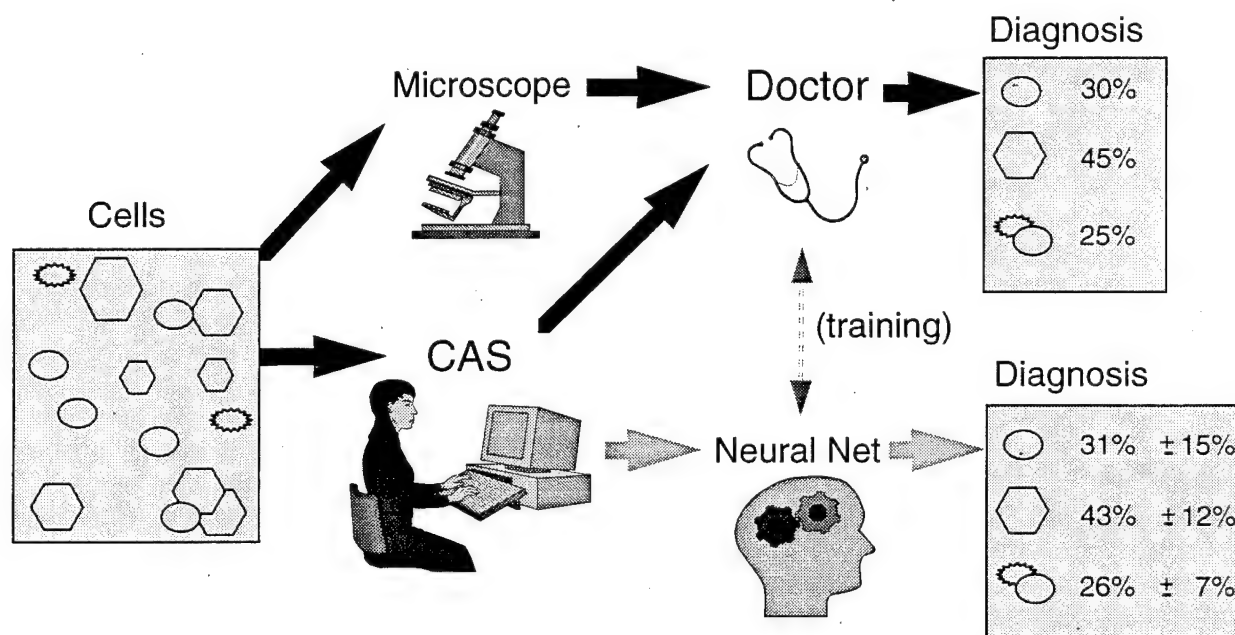 Diagnosis
Microscope
Doctor
30%
45%
25%
Cells
CAS
(training)
Neural Net
Diagnosis
31% ±15%
43% ±12%
26% ± 7%